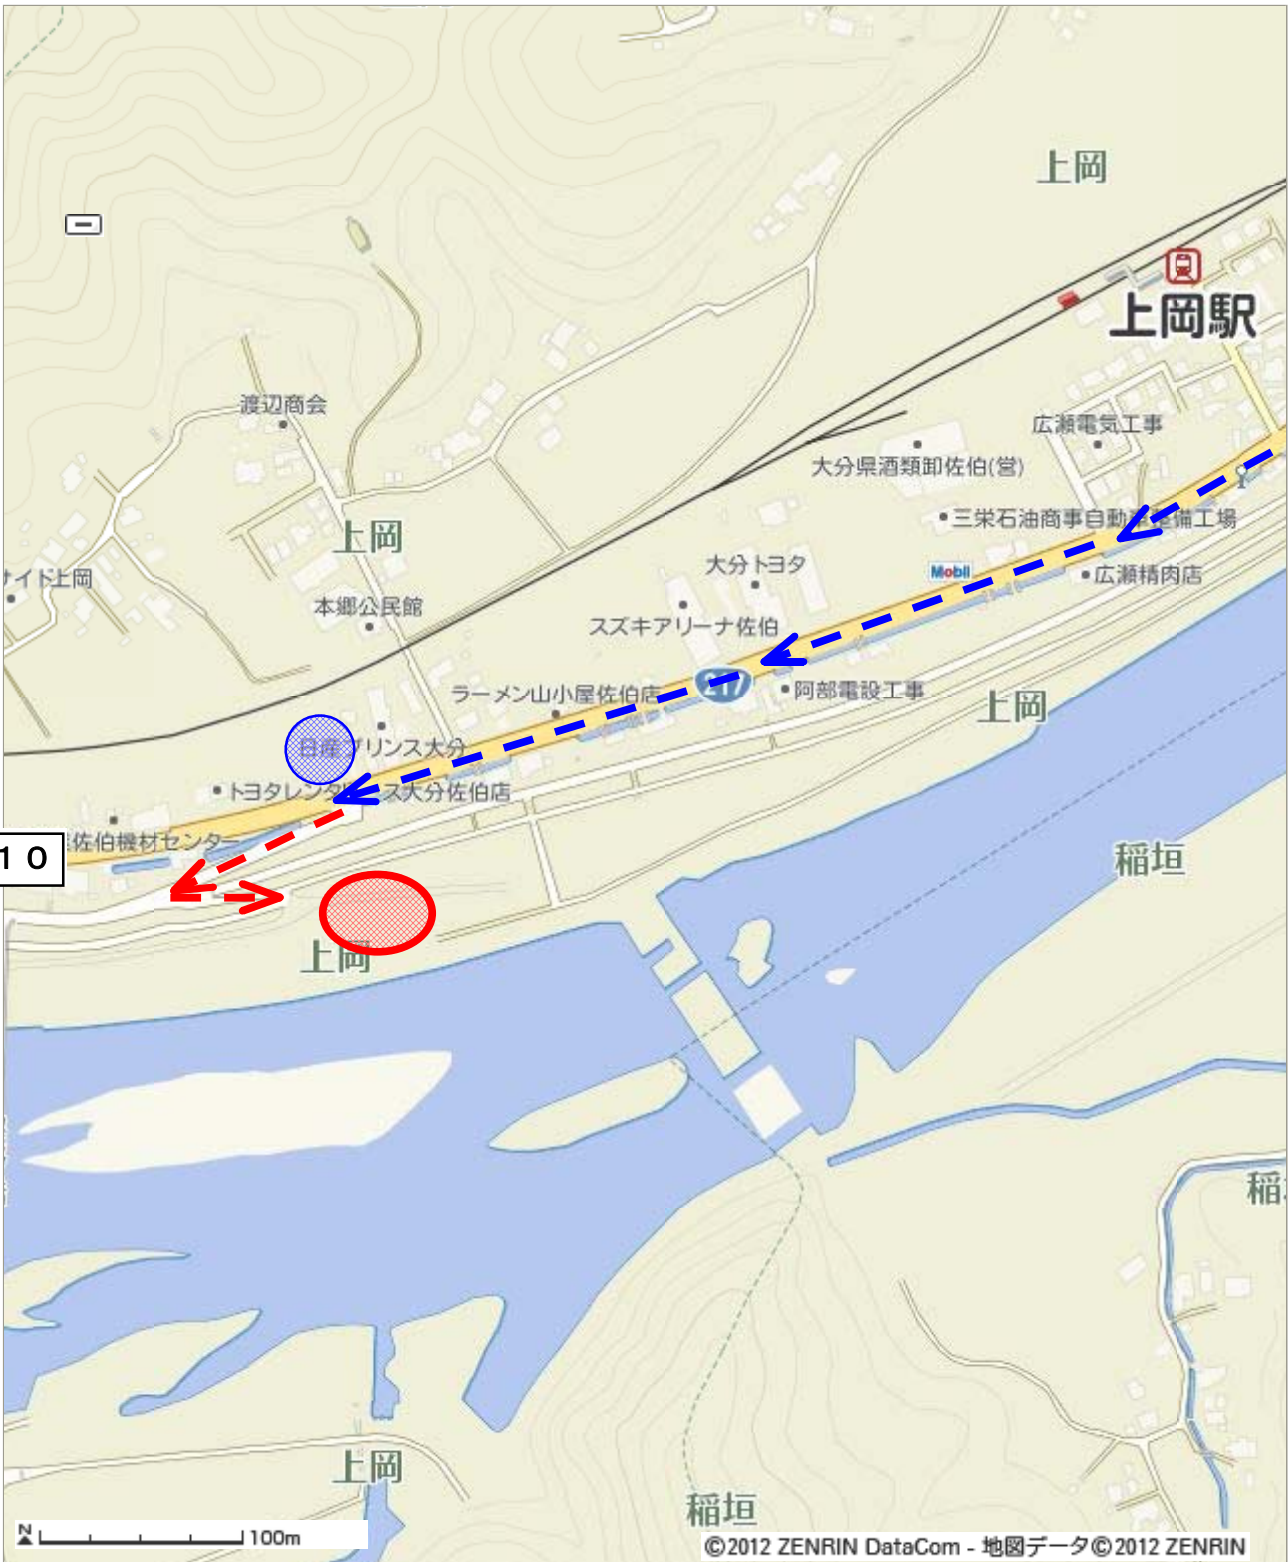 上岡
上岡駅
渡辺商会
広瀬電気工事
大分県酒類卸佐伯(営)
三栄石油商事自動車整備工場
上岡
大分トヨタ
Mobil
広瀬精肉店
サイド上岡
本郷公民館
スズキアリーナ佐伯
217
阿部電設工事
ラーメン山小屋佐伯店
上岡
日産プリンス大分
トヨタレンタ
ス大分佐伯店
佐伯機材センター
10
稲垣
上岡
稲
上岡
稲垣
N
100m
©2012 ZENRIN DataCom - 地図データ©2012 ZENRIN